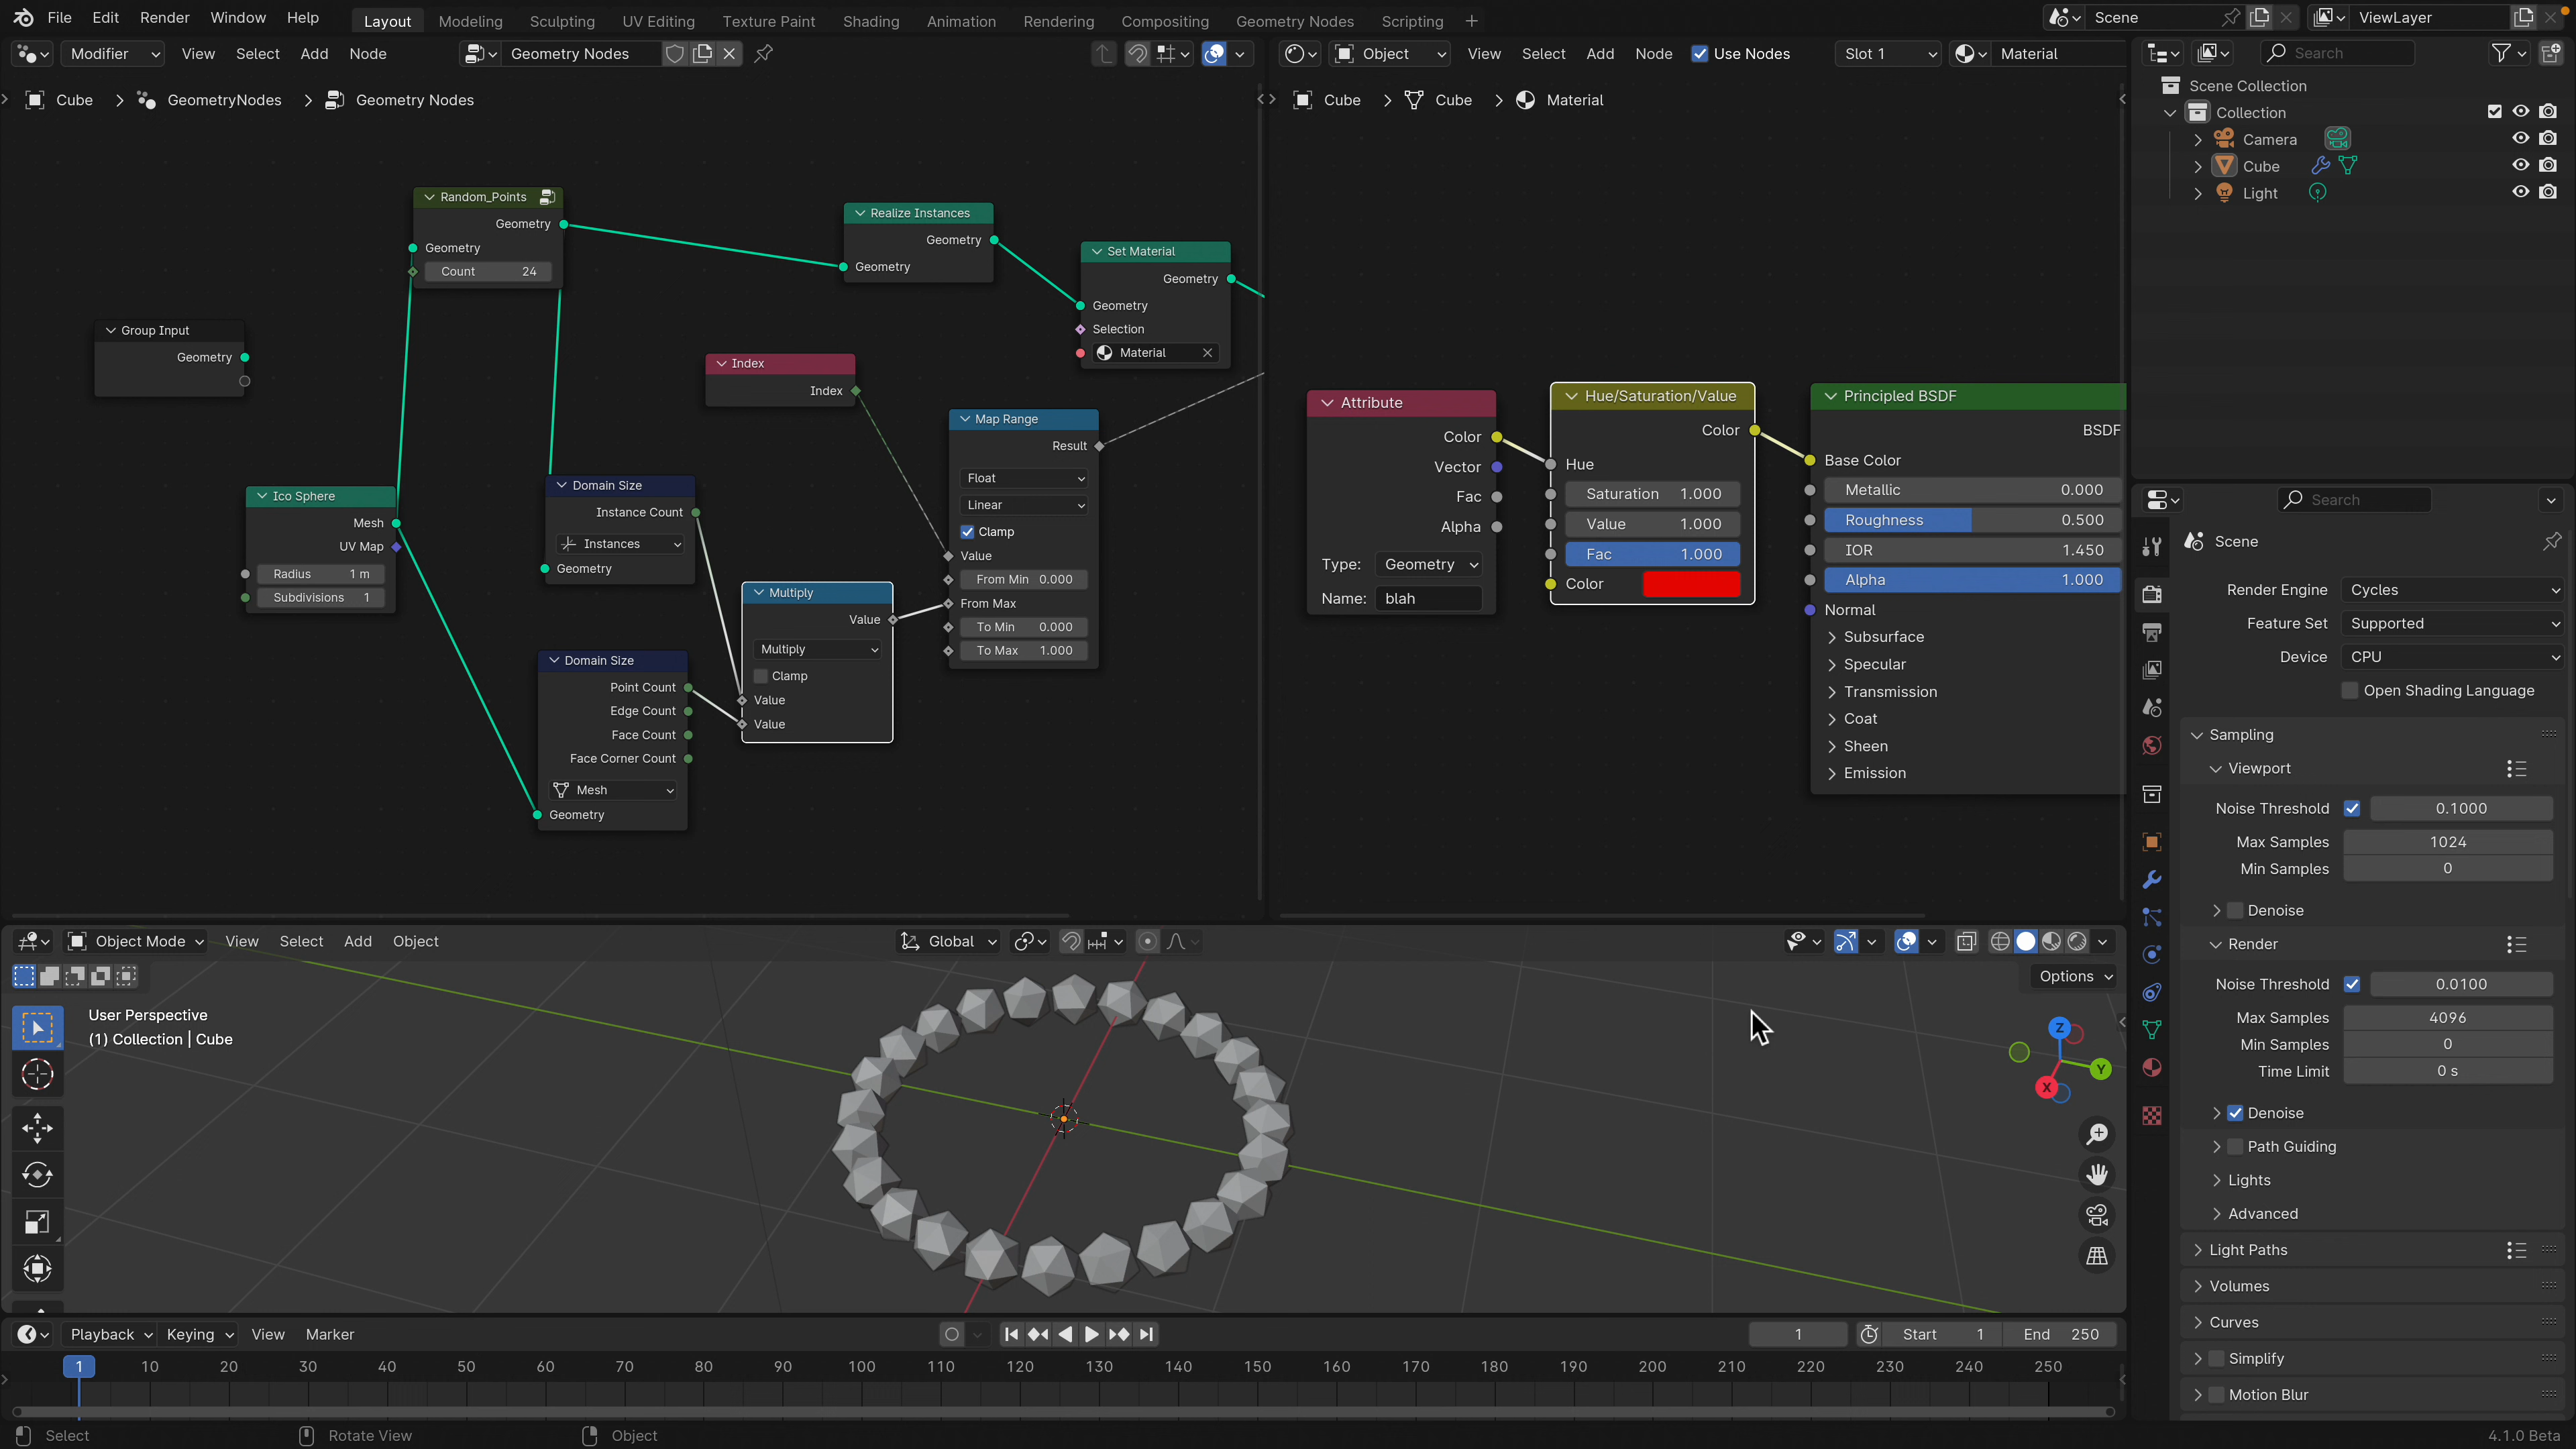 File Edit Render Window Help Layout Modeling Sculpting UV Editing Texture Paint Shading Animation Rendering Compositing Geometry Nodes Scripting + Scene ViewLayer
Modifier View Select Add Node Geometry Nodes
Object View Select Add Node Use Nodes Slot 1 Material
Search
Cube > GeometryNodes > Geometry Nodes
Cube > Cube > Material
Scene Collection
Collection
Camera
Cube
Light
Random_Points
Geometry
Geometry
Count 24
Realize Instances
Geometry
Geometry
Set Material
Geometry
Geometry
Selection
Material
Group Input
Geometry
Index
Index
Map Range
Result
Float
Linear
Clamp
Value
From Min 0.000
From Max
To Min 0.000
To Max 1.000
Ico Sphere
Mesh
UV Map
Radius 1 m
Subdivisions 1
Domain Size
Instance Count
Instances
Geometry
Multiply
Value
Multiply
Clamp
Value
Value
Domain Size
Point Count
Edge Count
Face Count
Face Corner Count
Mesh
Geometry
Attribute
Color
Vector
Fac
Alpha
Type: Geometry
Name: blah
Hue/Saturation/Value
Color
Hue
Saturation 1.000
Value 1.000
Fac 1.000
Color
Principled BSDF
BSDF
Base Color
Metallic 0.000
Roughness 0.500
IOR 1.450
Alpha 1.000
Normal
Subsurface
Specular
Transmission
Coat
Sheen
Emission
Search
Scene
Render Engine Cycles
Feature Set Supported
Device CPU
Open Shading Language
Sampling
Viewport
Noise Threshold 0.1000
Max Samples 1024
Min Samples 0
Denoise
Render
Noise Threshold 0.0100
Max Samples 4096
Min Samples 0
Time Limit 0 s
Denoise
Path Guiding
Lights
Advanced
Light Paths
Volumes
Curves
Simplify
Motion Blur
Object Mode View Select Add Object Global
Options
User Perspective
(1) Collection | Cube
Z
Y
X
Playback Keying View Marker 1 Start 1 End 250
1 10 20 30 40 50 60 70 80 90 100 110 120 130 140 150 160 170 180 190 200 210 220 230 240 250
Select Rotate View Object 4.1.0 Beta